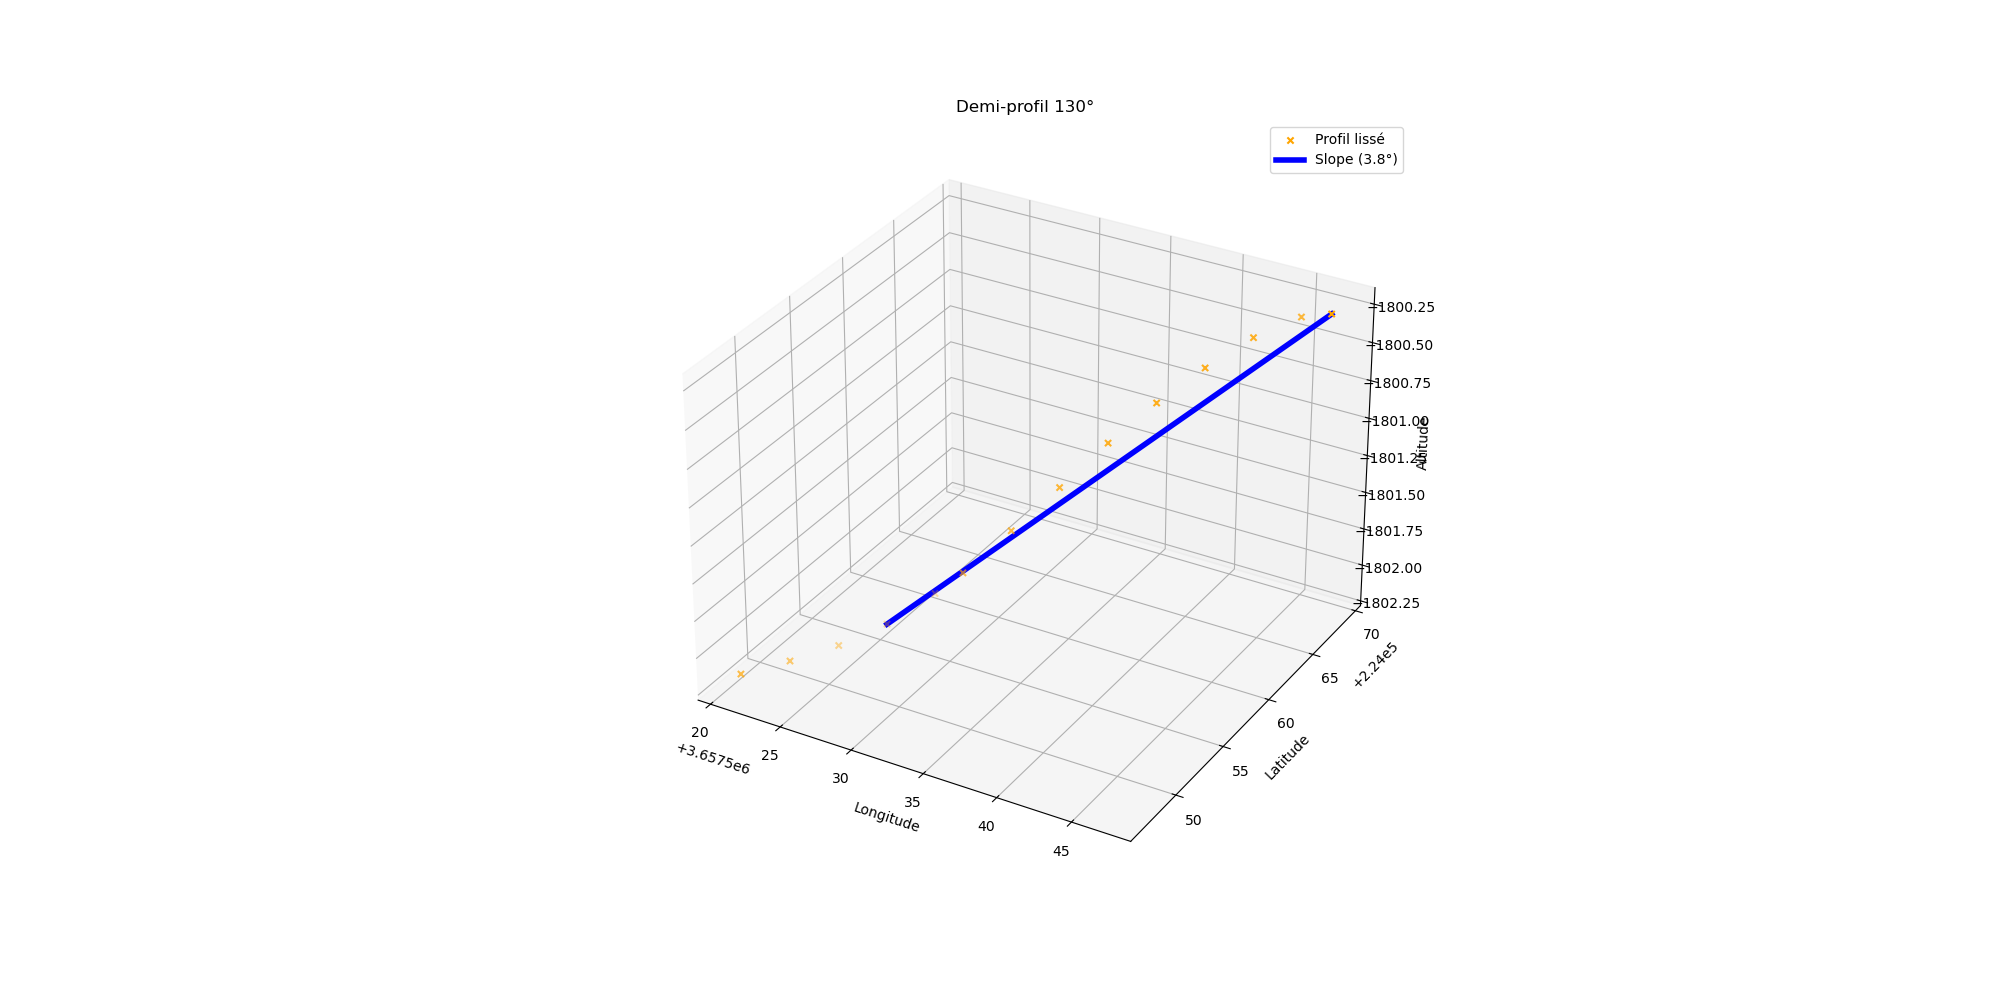 Demi-profil 130°
Profil lissé
Slope (3.8°)
−1800.25
−1800.50
−1800.75
−1801.00
−1801.25
−1801.50
−1801.75
−1802.00
−1802.25
Altitude
70
65
60
55
50
+2.24e5
Latitude
20
25
30
35
40
45
+3.6575e6
Longitude